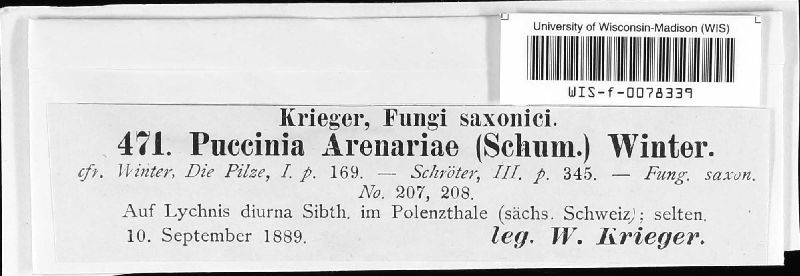 University of Wisconsin-Madison (WIS)
WIS-f-0078339
Krieger, Fungi saxonici.
471. Puccinia Arenariae (Schum.) Winter.
cfr. Winter, Die Pilze, I. p. 169. — Schröter, III. p. 345. — Fung. saxon.
No. 207, 208.
Auf Lychnis diurna Sibth. im Polenzthale (sächs. Schweiz); selten.
10. September 1889. leg. W. Krieger.